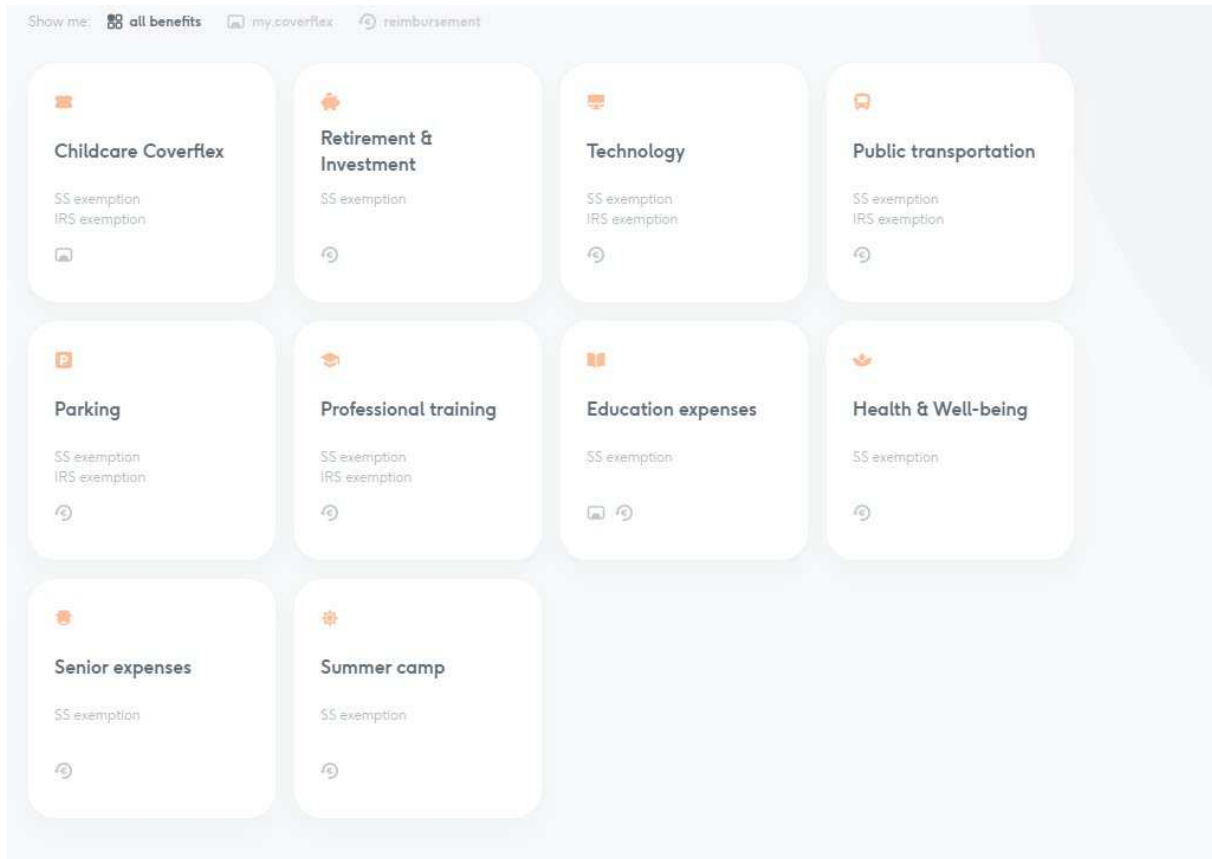 Show me: all benefits my.coverflex reimbursement
Childcare Coverflex
SS exemption
IRS exemption
Retirement &
Investment
SS exemption
Technology
SS exemption
IRS exemption
Public transportation
SS exemption
IRS exemption
P
Parking
SS exemption
IRS exemption
Professional training
SS exemption
IRS exemption
Education expenses
SS exemption
Health & Well-being
SS exemption
Senior expenses
SS exemption
Summer camp
SS exemption